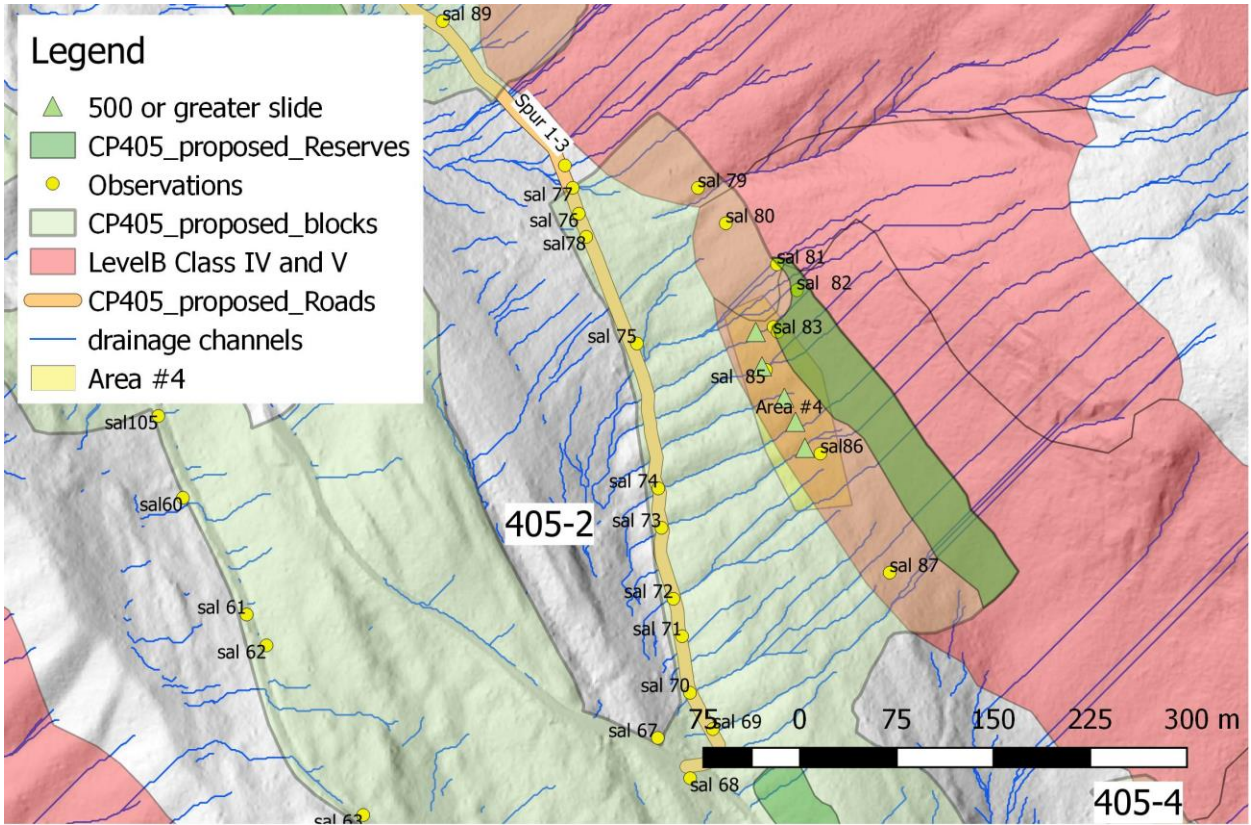 sal 89
Legend
500 or greater slide
CP405_proposed_Reserves
Observations
CP405_proposed_blocks
LevelB Class IV and V
CP405_proposed_Roads
drainage channels
Area #4
Spur 1-3
sal 79
sal 77
sal 76
sal 80
sal78
sal 81
sal 82
sal 83
sal 75
sal 85
Area #4
sal105
sal86
sal 74
sal60
405-2
sal 73
sal 87
sal 72
sal 61
sal 71
sal 62
sal 70
sal 67
sal 69
75 0 75 150 225 300 m
sal 68
405-4
sal 63